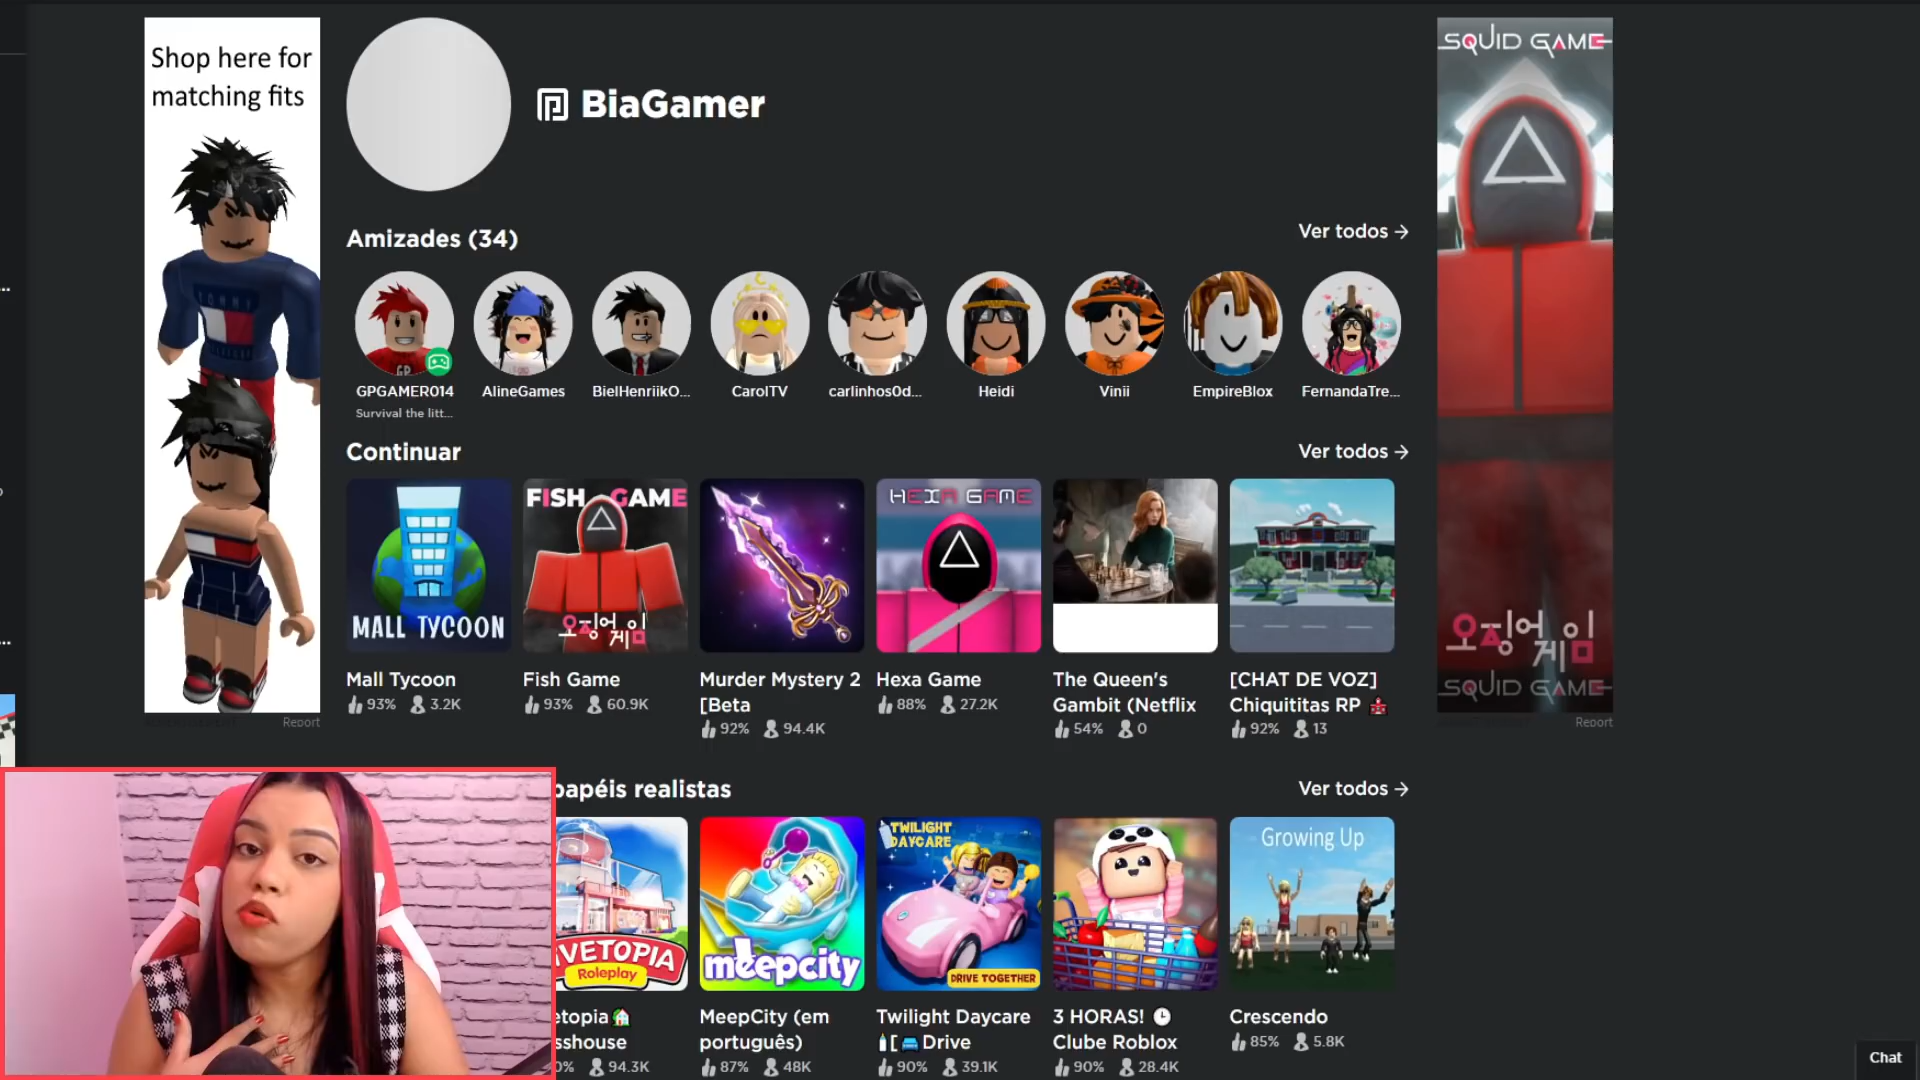 Shop here for
matching fits
BiaGamer
SQUID GAME
Amizades (34)
Ver todos →
GPGAMER014
AlineGames
BielHenriikO...
CarolTV
carlinhos0d...
Heidi
Vinii
EmpireBlox
FernandaTre...
Survival the litt...
Continuar
Ver todos →
MALL TYCOON
FISH GAME
오징어
게임
HEXA GAME
오징어
게임
SQUID GAME
Mall Tycoon
93% 3.2K
Fish Game
93% 60.9K
Murder Mystery 2
[Beta
92% 94.4K
Hexa Game
88% 27.2K
The Queen's
Gambit (Netflix
54% 0
[CHAT DE VOZ]
Chiquititas RP
92% 13
Report
Report
papéis realistas
Ver todos →
IVETOPIA
Roleplay
meepcity
TWILIGHT
DAYCARE
DRIVE TOGETHER
Growing Up
etopia
sshouse
0% 94.3K
MeepCity (em
português)
87% 48K
Twilight Daycare
[ Drive
90% 39.1K
3 HORAS!
Clube Roblox
90% 28.4K
Crescendo
85% 5.8K
Chat